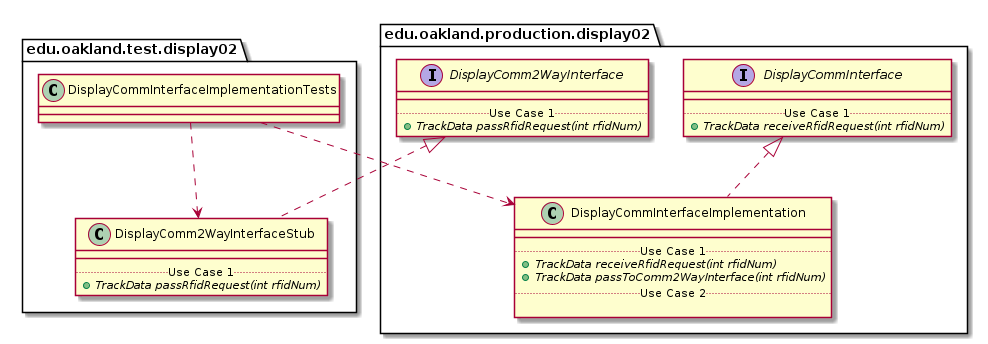 edu.oakland.test.display02
C DisplayCommInterfaceImplementationTests
C DisplayComm2WayInterfaceStub
Use Case 1
TrackData passRfidRequest(int rfidNum)
edu.oakland.production.display02
I DisplayComm2WayInterface
Use Case 1
TrackData passRfidRequest(int rfidNum)
I DisplayCommInterface
Use Case 1
TrackData receiveRfidRequest(int rfidNum)
C DisplayCommInterfaceImplementation
Use Case 1
TrackData receiveRfidRequest(int rfidNum)
TrackData passToComm2WayInterface(int rfidNum)
Use Case 2